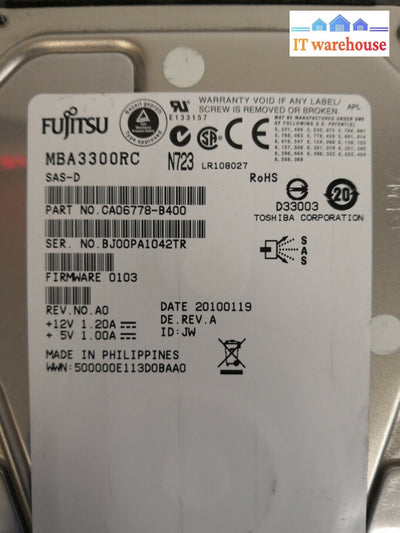 IT warehouse
WARRANTY VOID IF ANY LABEL/
SCREW IS REMOVED OR BROKEN.
APL
FUJITSU
E133157
N723
LR108027
MBA3300RC
SAS-D
RoHS
20
D33003
TOSHIBA CORPORATION
PART NO.CA06778-B400
SER. NO.BJ00PA1042TR
SAS
FIRMWARE 0103
REV.NO.A0
DATE 20100119
+12V 1.20A
DE.REV.A
+ 5V 1.00A
ID:JW
MADE IN PHILIPPINES
WWN:500000E113D0BAA0